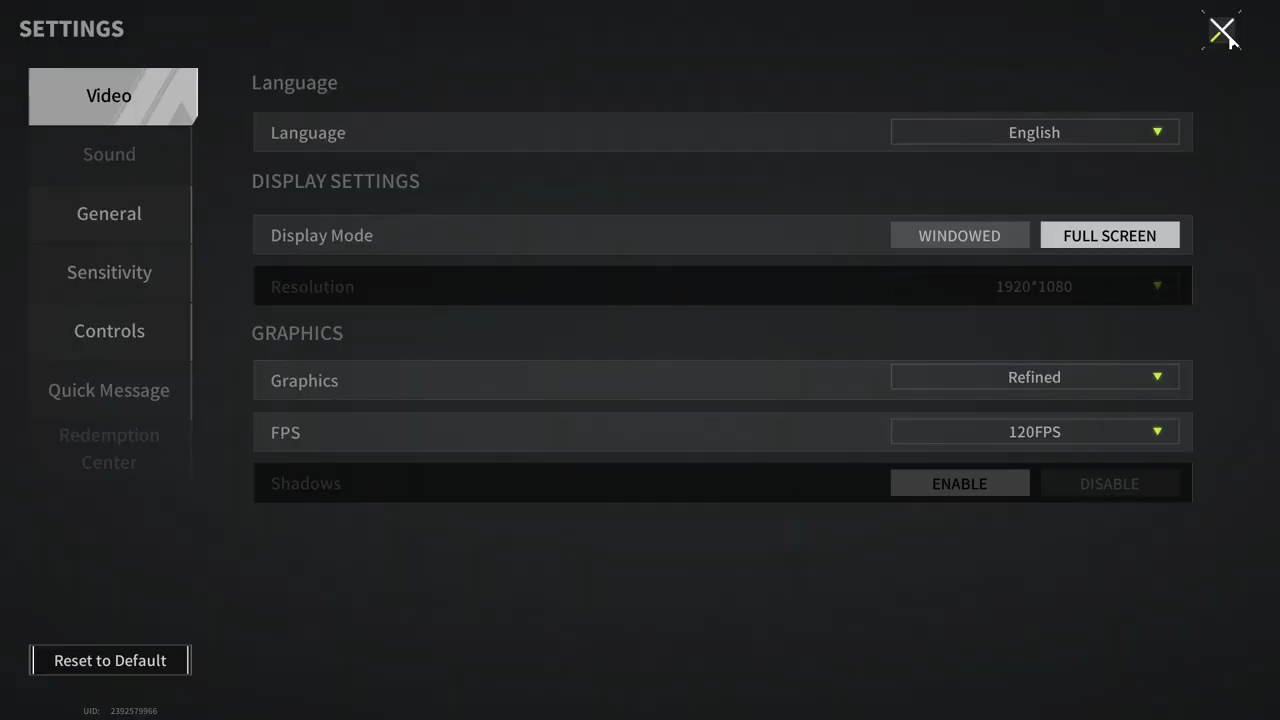 SETTINGS
Video
Sound
General
Sensitivity
Controls
Quick Message
Redemption
Center
Reset to Default
UID: 2392579966
Language
Language English
DISPLAY SETTINGS
Display Mode WINDOWED FULL SCREEN
Resolution 1920*1080
GRAPHICS
Graphics Refined
FPS 120FPS
Shadows ENABLE DISABLE